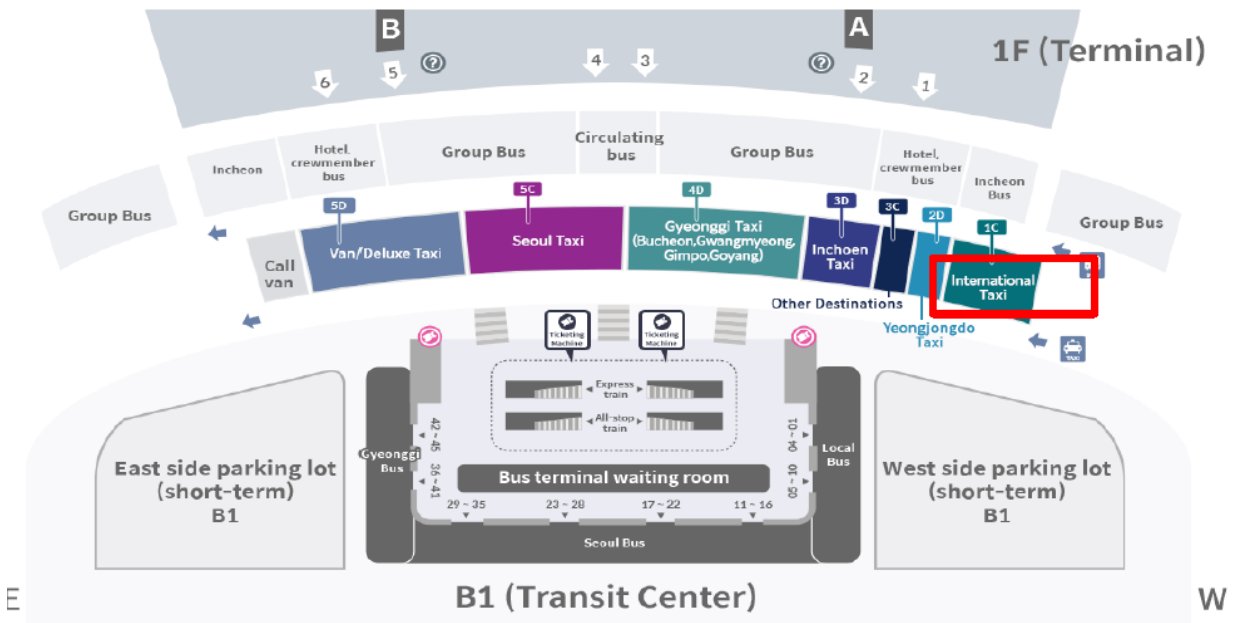 B
A
1F (Terminal)
6
5
?
4
3
?
2
1
Group Bus
Incheon
Hotel,
crewmember
bus
Group Bus
Circulating
bus
Group Bus
Hotel,
crewmember
bus
Incheon
Bus
Group Bus
5D
5C
4D
3D
3C
2D
1C
Call
van
Van/Deluxe Taxi
Seoul Taxi
Gyeonggi Taxi
(Bucheon,Gwangmyeong,
Gimpo,Goyang)
Inchoen
Taxi
Other Destinations
Yeongjongdo
Taxi
International
Taxi
TAXI
Ticketing
Machine
Ticketing
Machine
Express
train
All-stop
train
East side parking lot
(short-term)
B1
Gyeonggi
Bus
42~45
36~41
Bus terminal waiting room
29~35
23~28
17~22
11~16
04~01
05~10
Local
Bus
West side parking lot
(short-term)
B1
Seoul Bus
E
B1 (Transit Center)
W